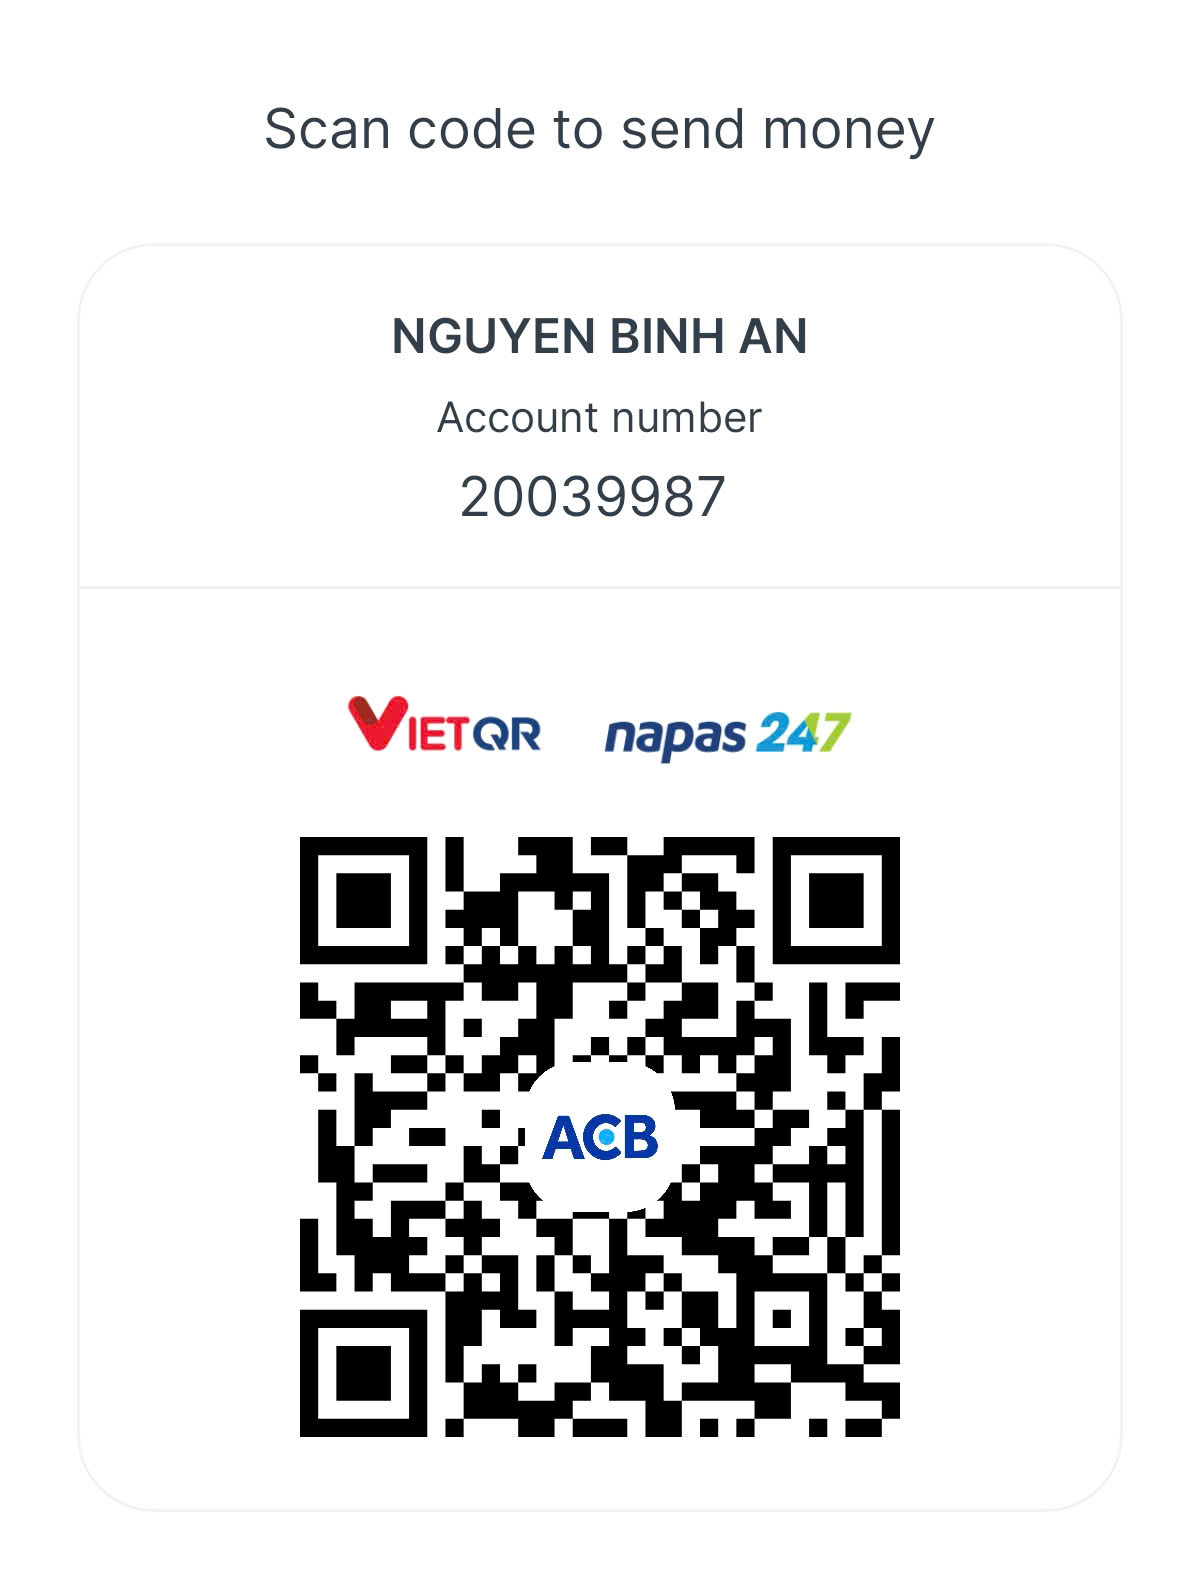 Scan code to send money
NGUYEN BINH AN
Account number
20039987
VIETQR napas 247
ACB